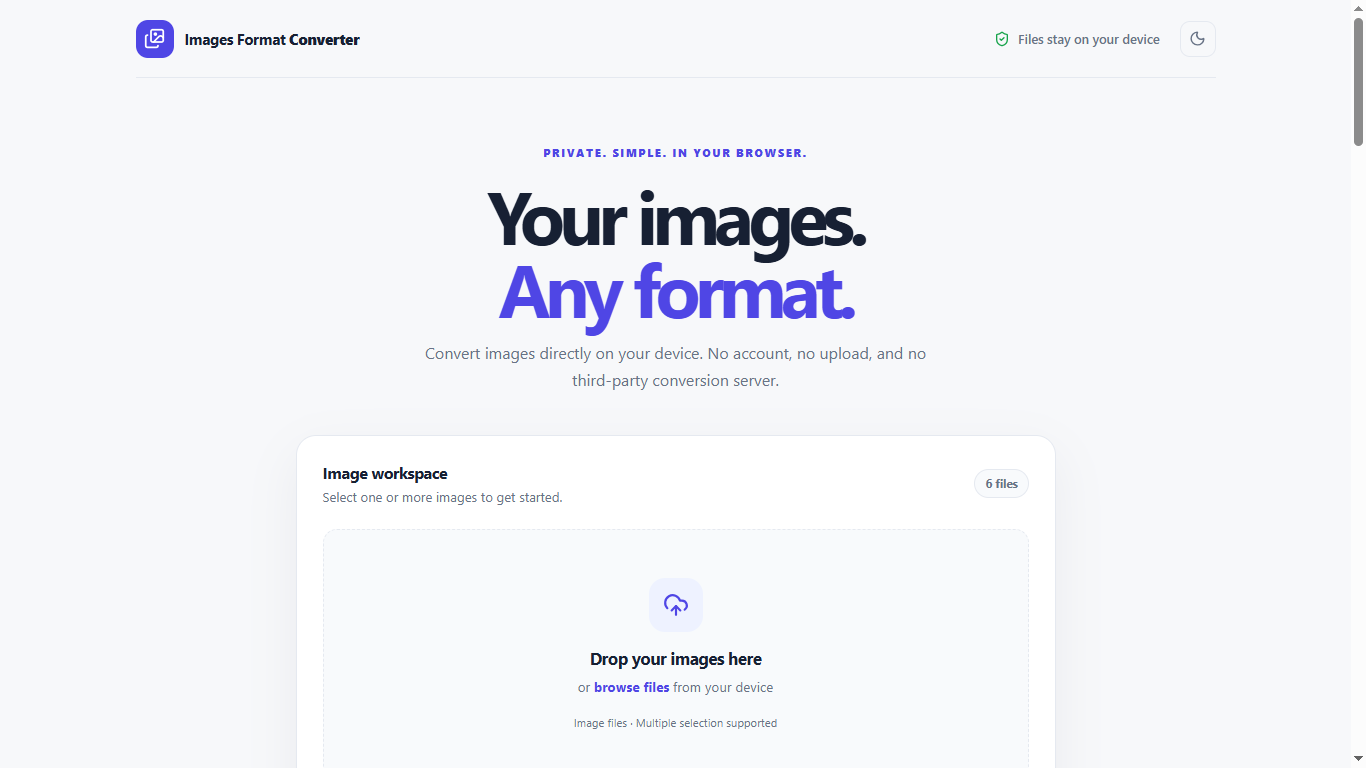 Images Format Converter
Files stay on your device
PRIVATE. SIMPLE. IN YOUR BROWSER.
Your images.
Any format.
Convert images directly on your device. No account, no upload, and no
third-party conversion server.
Image workspace
6 files
Select one or more images to get started.
Drop your images here
or browse files from your device
Image files · Multiple selection supported